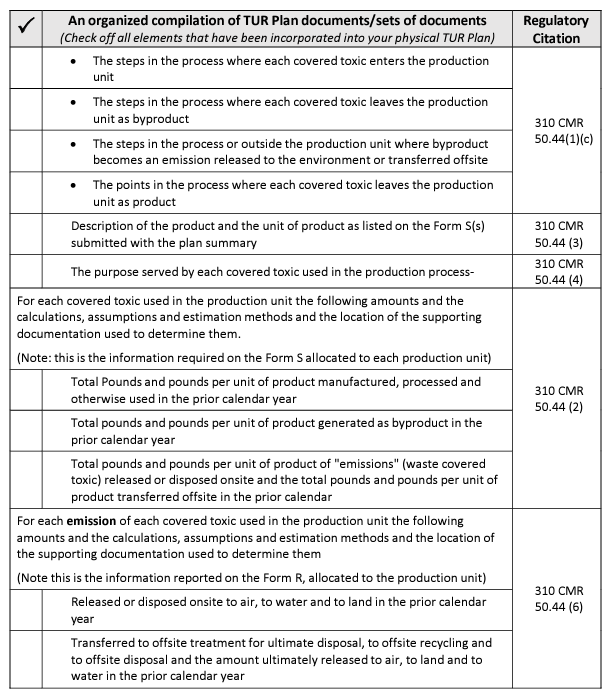 ✓
An organized compilation of TUR Plan documents/sets of documents
(Check off all elements that have been incorporated into your physical TUR Plan)
Regulatory
Citation
• The steps in the process where each covered toxic enters the production
unit
• The steps in the process where each covered toxic leaves the production
unit as byproduct
• The steps in the process or outside the production unit where byproduct
becomes an emission released to the environment or transferred offsite
• The points in the process where each covered toxic leaves the production
unit as product
310 CMR
50.44(1)(c)
Description of the product and the unit of product as listed on the Form S(s)
submitted with the plan summary
310 CMR
50.44 (3)
The purpose served by each covered toxic used in the production process-
310 CMR
50.44 (4)
For each covered toxic used in the production unit the following amounts and the
calculations, assumptions and estimation methods and the location of the supporting
documentation used to determine them.
(Note: this is the information required on the Form S allocated to each production unit)
Total Pounds and pounds per unit of product manufactured, processed and
otherwise used in the prior calendar year
Total pounds and pounds per unit of product generated as byproduct in the
prior calendar year
Total pounds and pounds per unit of product of "emissions" (waste covered
toxic) released or disposed onsite and the total pounds and pounds per unit of
product transferred offsite in the prior calendar
310 CMR
50.44 (2)
For each emission of each covered toxic used in the production unit the following
amounts and the calculations, assumptions and estimation methods and the location of
the supporting documentation used to determine them
(Note this is the information reported on the Form R, allocated to the production unit)
Released or disposed onsite to air, to water and to land in the prior calendar
year
Transferred to offsite treatment for ultimate disposal, to offsite recycling and
to offsite disposal and the amount ultimately released to air, to land and to
water in the prior calendar year
310 CMR
50.44 (6)